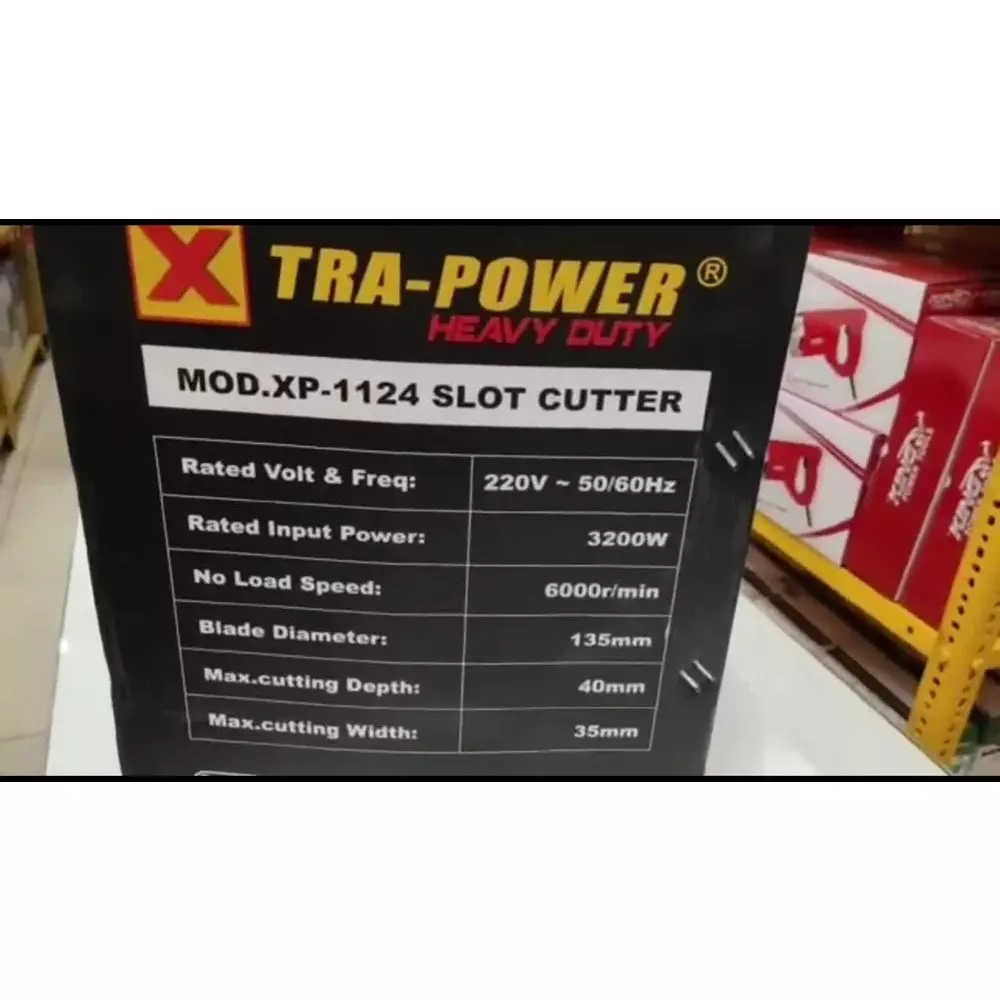 X TRA-POWER®
HEAVY DUTY
MOD.XP-1124 SLOT CUTTER
Rated Volt & Freq: 220V ~ 50/60Hz
Rated Input Power: 3200W
No Load Speed: 6000r/min
Blade Diameter: 135mm
Max.cutting Depth: 40mm
Max.cutting Width: 35mm